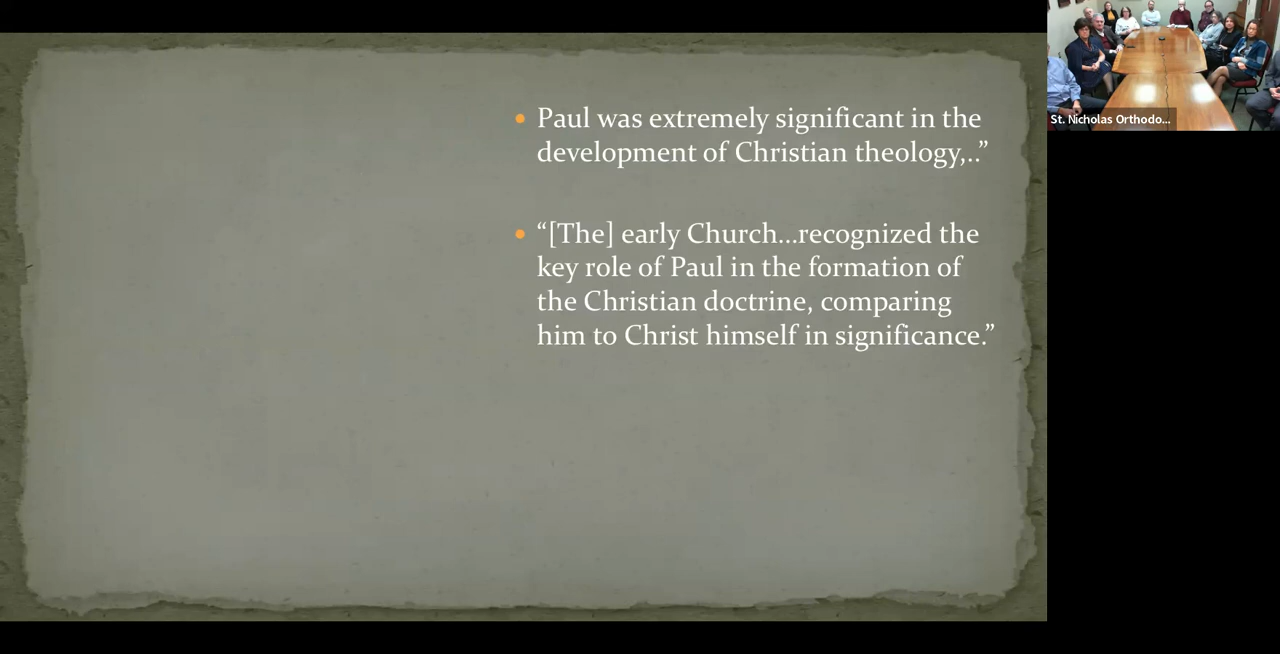 • Paul was extremely significant in the
development of Christian theology,..”
• “[The] early Church...recognized the
key role of Paul in the formation of
the Christian doctrine, comparing
him to Christ himself in significance.”
St. Nicholas Orthodo...